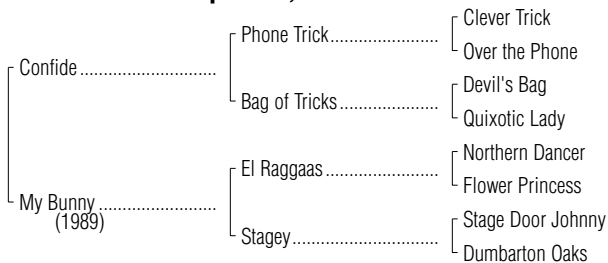 Clever Trick
Phone Trick
Over the Phone
Confide
Devil's Bag
Bag of Tricks
Quixotic Lady
Northern Dancer
El Raggaas
Flower Princess
My Bunny
(1989)
Stage Door Johnny
Stagey
Dumbarton Oaks